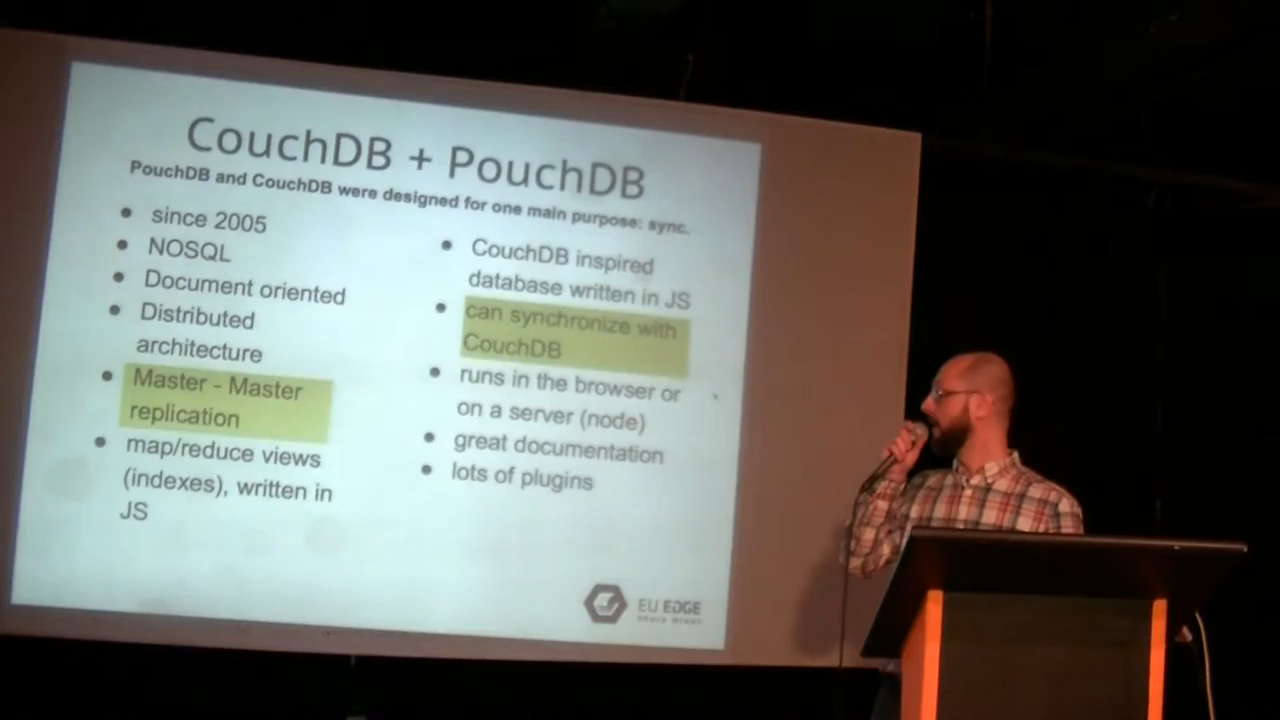 CouchDB + PouchDB
PouchDB and CouchDB were designed for one main purpose: sync.
• since 2005
• NOSQL
• Document oriented
• Distributed
architecture
• Master - Master
replication
• map/reduce views
(indexes), written in
JS
• CouchDB inspired
database written in JS
• can synchronize with
CouchDB
• runs in the browser or
on a server (node)
• great documentation
• lots of plugins
EU EDGE